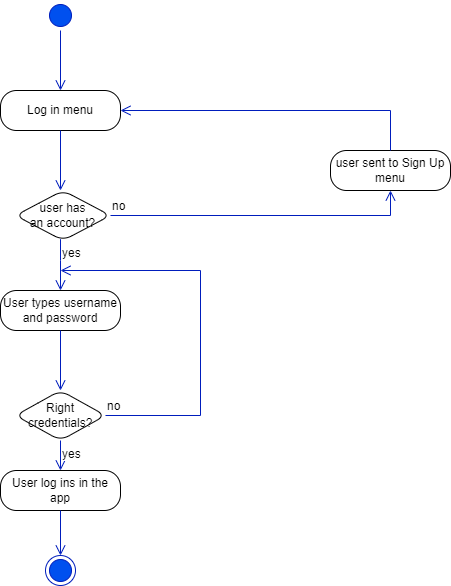 Log in menu
user sent to Sign Up
menu
user has
an account?
no
yes
User types username
and password
Right
credentials?
no
yes
User log ins in the
app